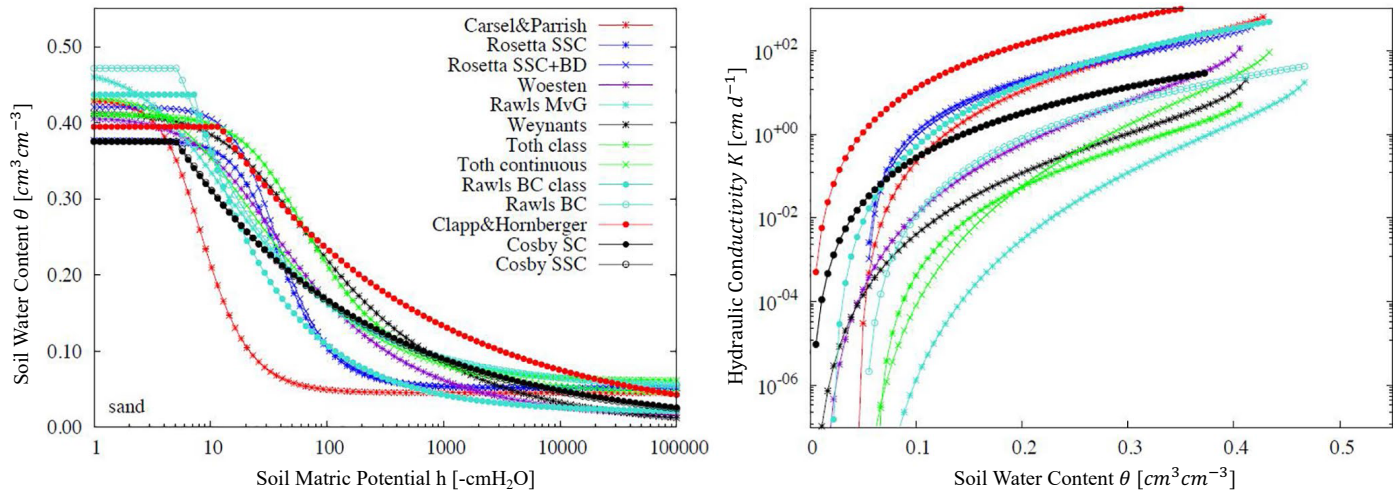 0.50
0.40
0.30
0.20
0.10
0.00
Soil Water Content θ [cm³cm⁻³]
Carsel&Parrish
Rosetta SSC
Rosetta SSC+BD
Woesten
Rawls MvG
Weynants
Toth class
Toth continuous
Rawls BC class
Rawls BC
Clapp&Hornberger
Cosby SC
Cosby SSC
sand
1 10 100 1000 10000 100000
Soil Matric Potential h [-cmH₂O]
10⁺⁰²
10⁺⁰⁰
10⁻⁰²
10⁻⁰⁴
10⁻⁰⁶
Hydraulic Conductivity K [cm d⁻¹]
0 0.1 0.2 0.3 0.4 0.5
Soil Water Content θ [cm³cm⁻³]